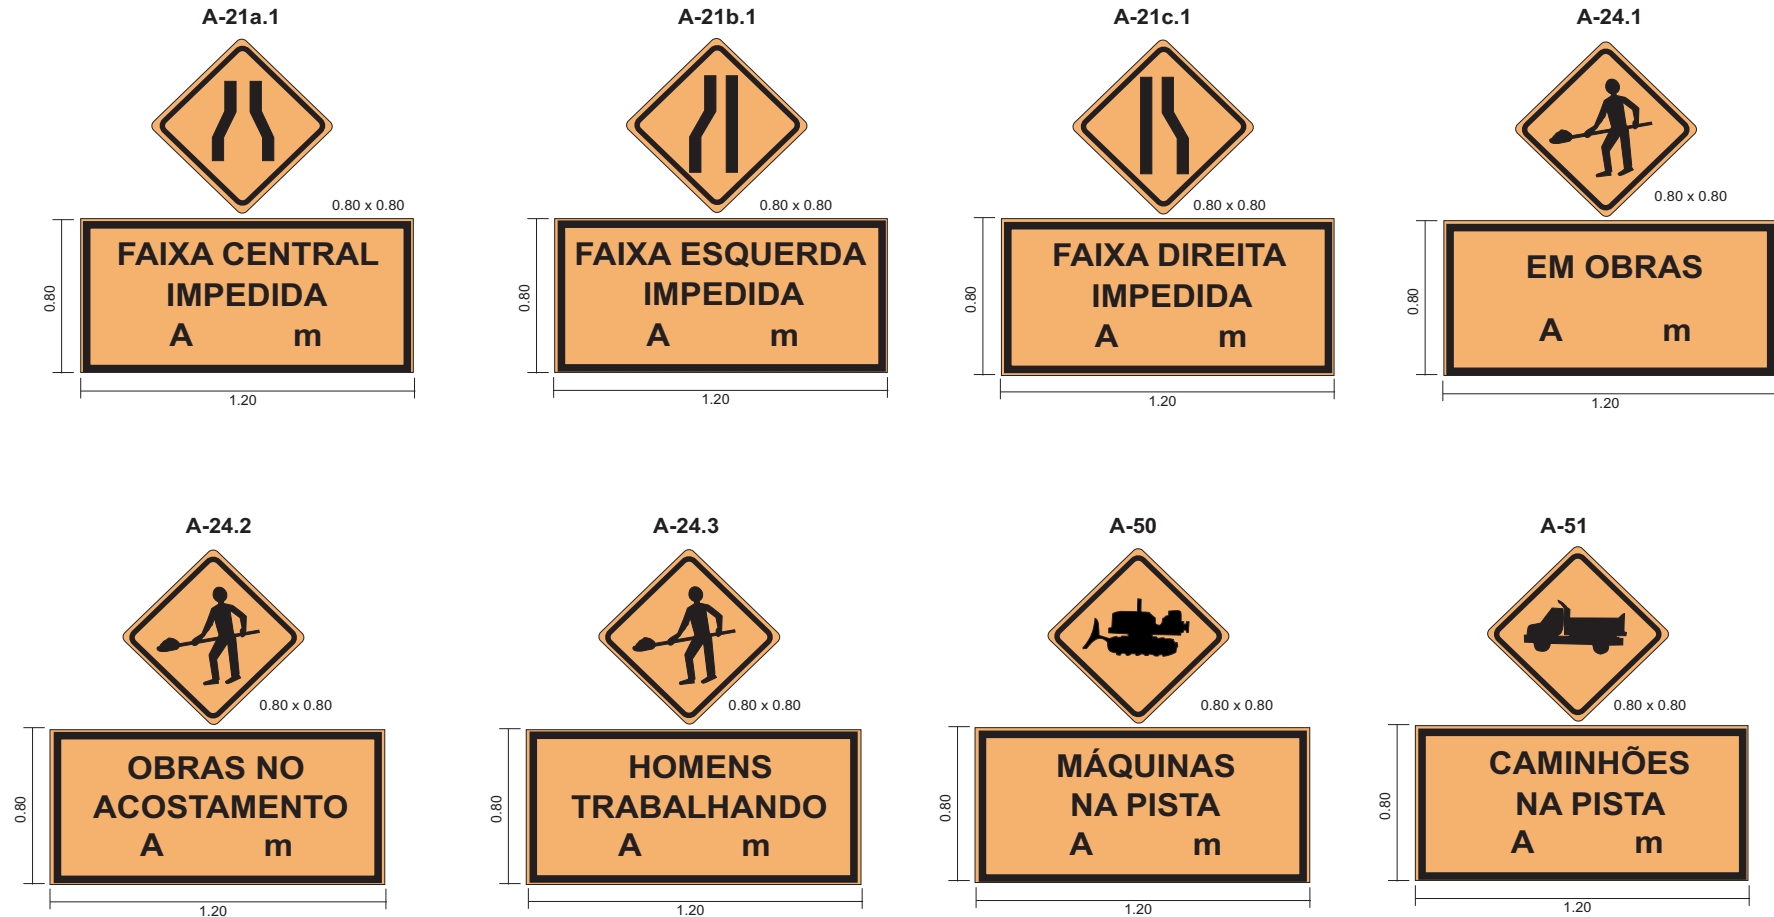 A-21a.1
0.80 x 0.80
FAIXA CENTRAL
IMPEDIDA
A m
0.80
1.20
A-21b.1
0.80 x 0.80
FAIXA ESQUERDA
IMPEDIDA
A m
0.80
1.20
A-21c.1
0.80 x 0.80
FAIXA DIREITA
IMPEDIDA
A m
0.80
1.20
A-24.1
0.80 x 0.80
EM OBRAS
A m
0.80
1.20
A-24.2
0.80 x 0.80
OBRAS NO
ACOSTAMENTO
A m
0.80
1.20
A-24.3
0.80 x 0.80
HOMENS
TRABALHANDO
A m
0.80
1.20
A-50
0.80 x 0.80
MÁQUINAS
NA PISTA
A m
0.80
1.20
A-51
0.80 x 0.80
CAMINHÕES
NA PISTA
A m
0.80
1.20